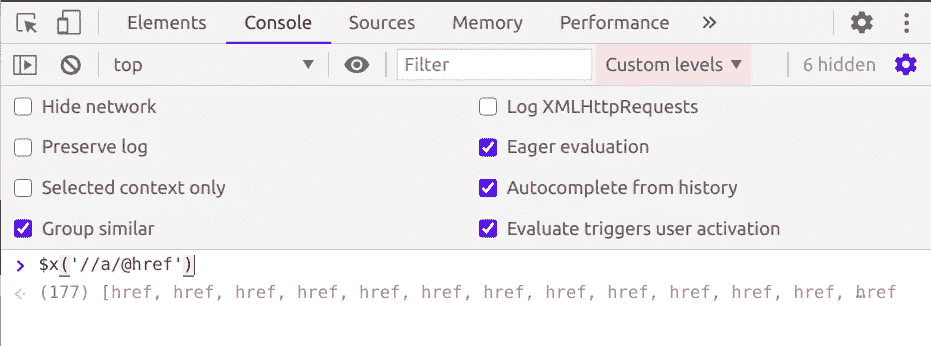 Elements Console Sources Memory Performance »
top ▼ Filter Custom levels ▼ 6 hidden
Hide network Log XMLHttpRequests
Preserve log Eager evaluation
Selected context only Autocomplete from history
Group similar Evaluate triggers user activation
> $x('//a/@href')
(177) [href, href, href, href, href, href, href, href, href, href, href, href, href